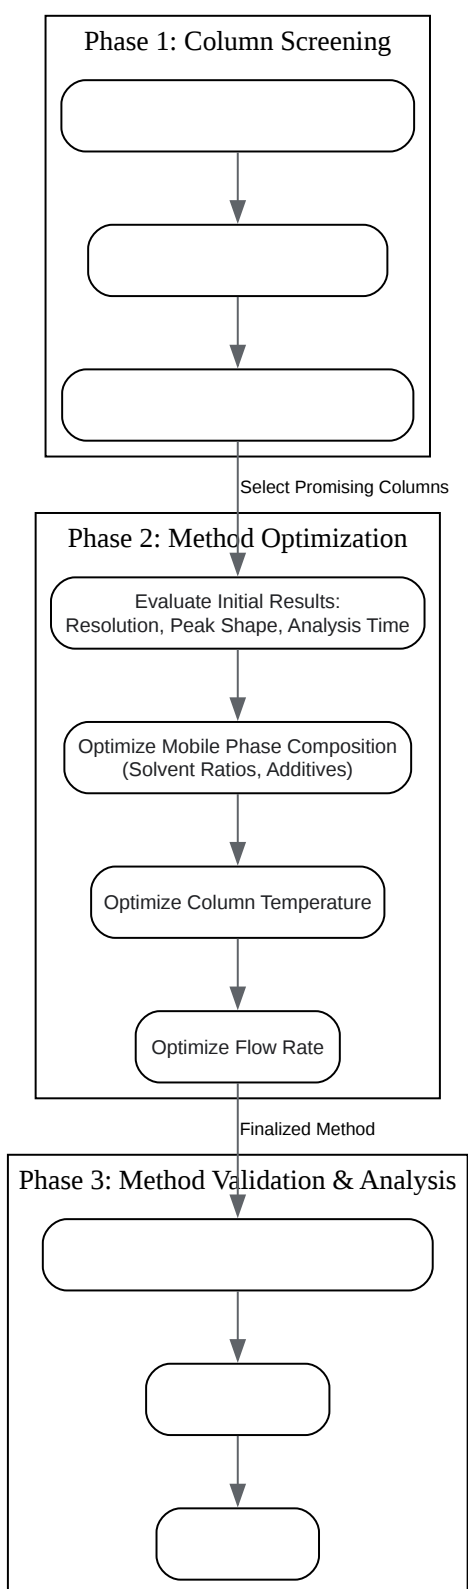 Phase 1: Column Screening
Select Promising Columns
Phase 2: Method Optimization
Evaluate Initial Results:
Resolution, Peak Shape, Analysis Time
Optimize Mobile Phase Composition
(Solvent Ratios, Additives)
Optimize Column Temperature
Optimize Flow Rate
Finalized Method
Phase 3: Method Validation & Analysis